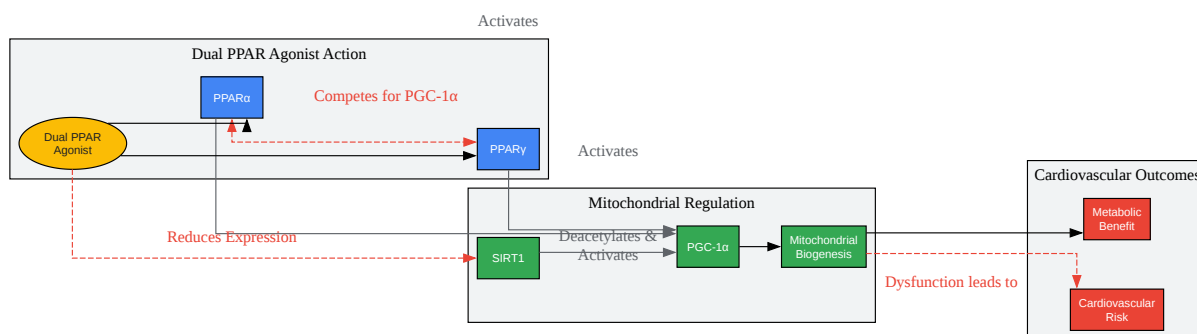 Activates
Dual PPAR Agonist Action
PPARα
Competes for PGC-1α
Dual PPAR
Agonist
PPARγ
Activates
Cardiovascular Outcomes
Mitochondrial Regulation
Metabolic
Benefit
Reduces Expression
Deacetylates &
Activates
SIRT1
PGC-1α
Mitochondrial
Biogenesis
Dysfunction leads to
Cardiovascular
Risk